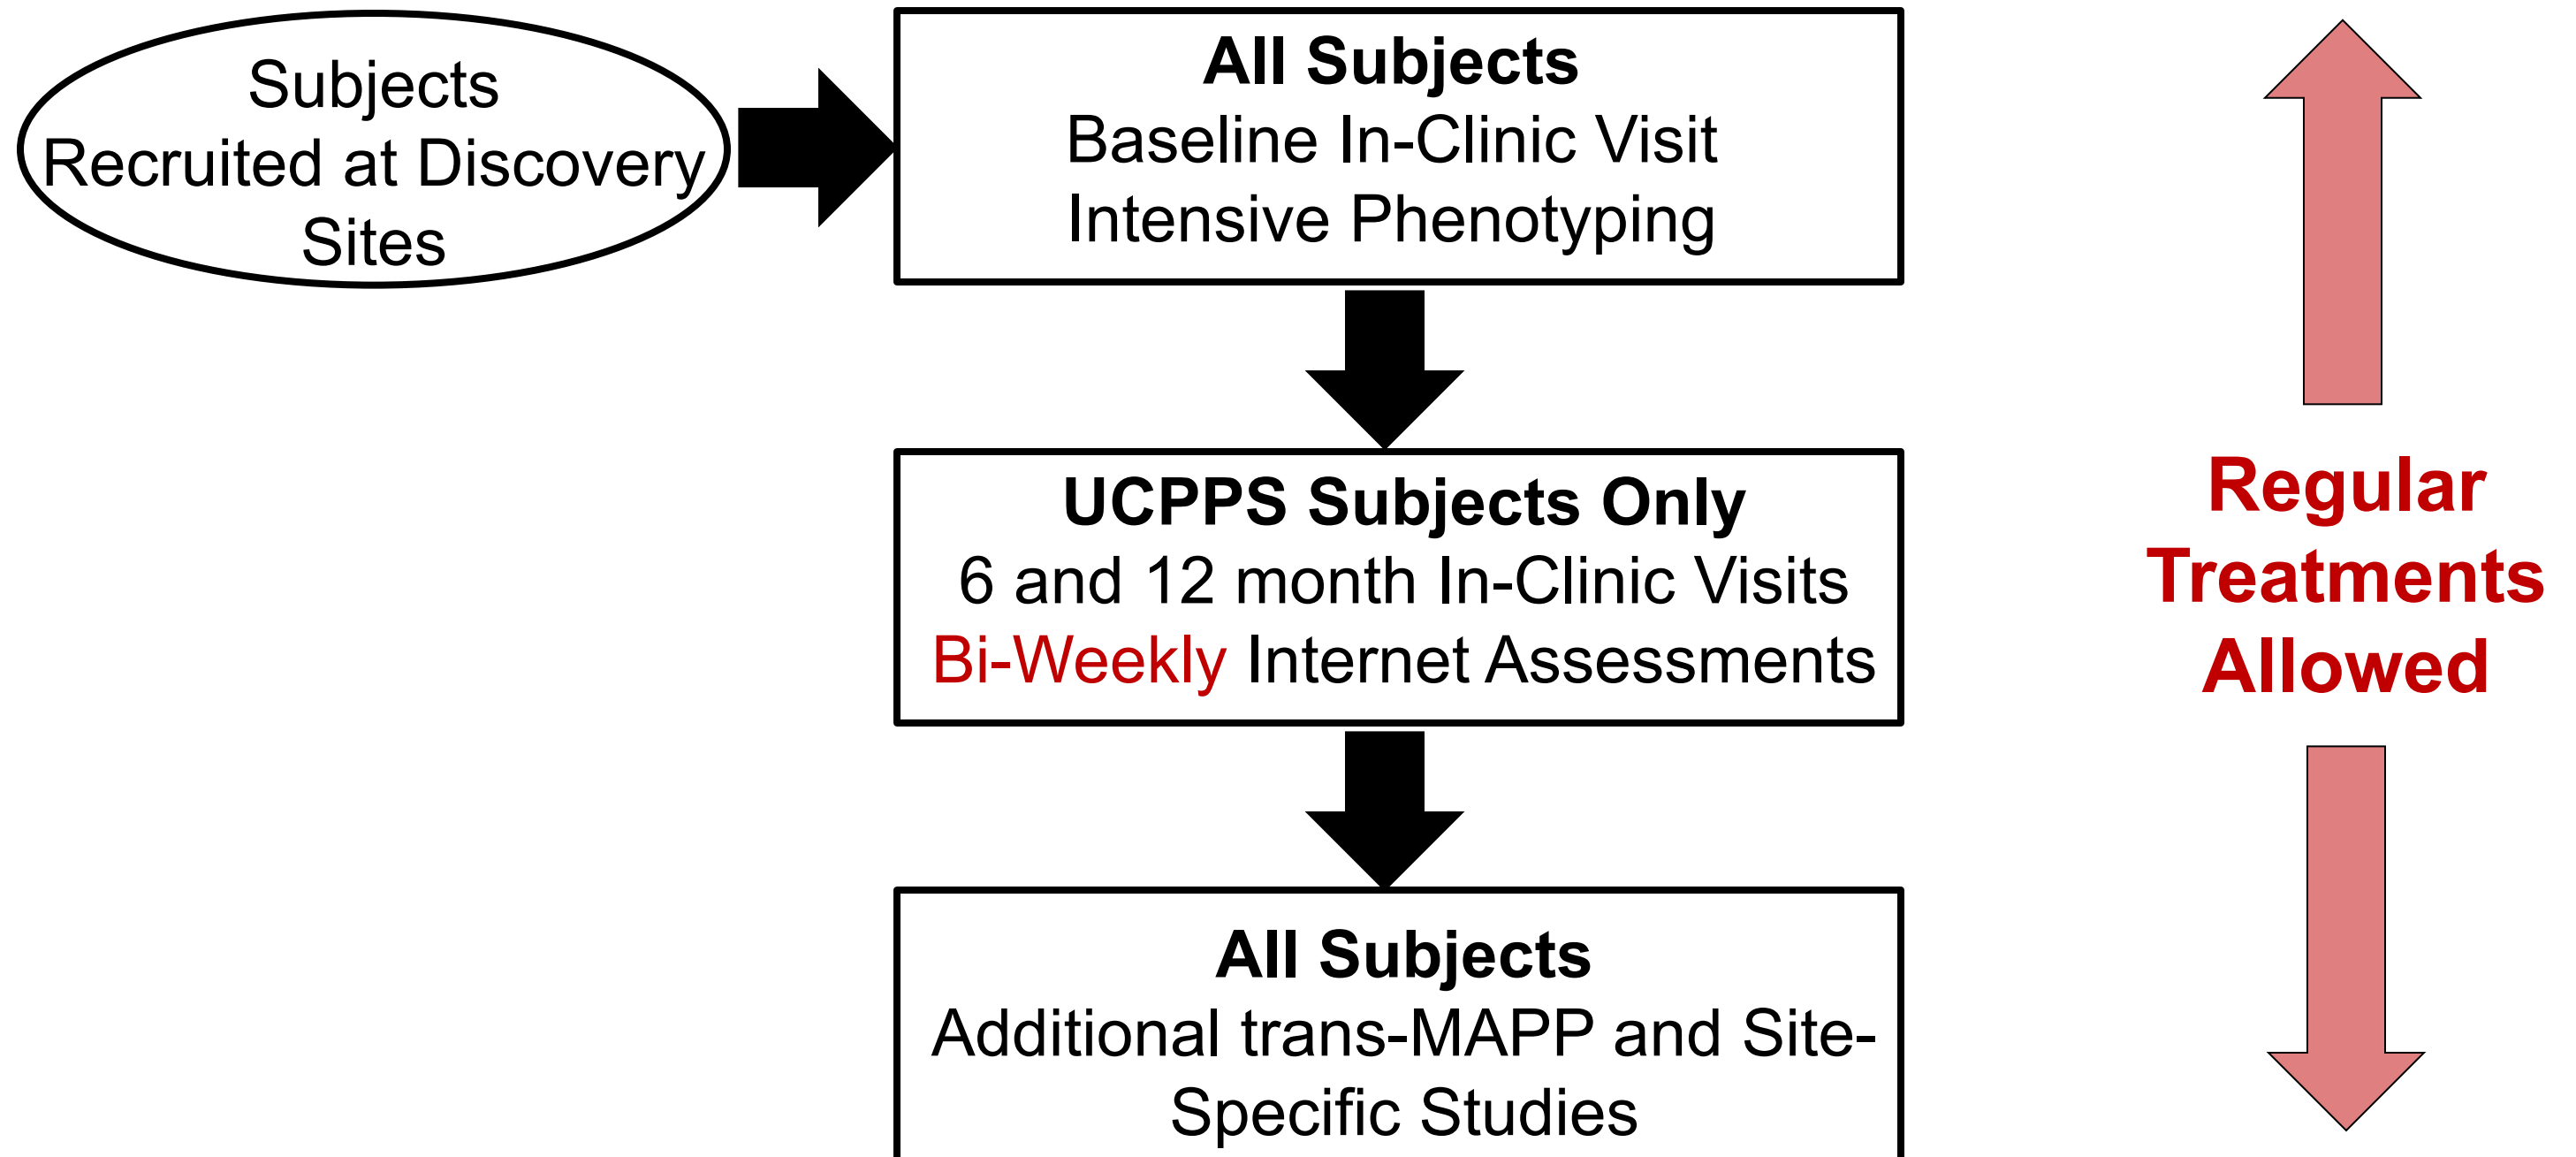 Subjects
Recruited at Discovery
Sites
All Subjects
Baseline In-Clinic Visit
Intensive Phenotyping
UCPPS Subjects Only
6 and 12 month In-Clinic Visits
Bi-Weekly Internet Assessments
All Subjects
Additional trans-MAPP and Site-
Specific Studies
Regular
Treatments
Allowed